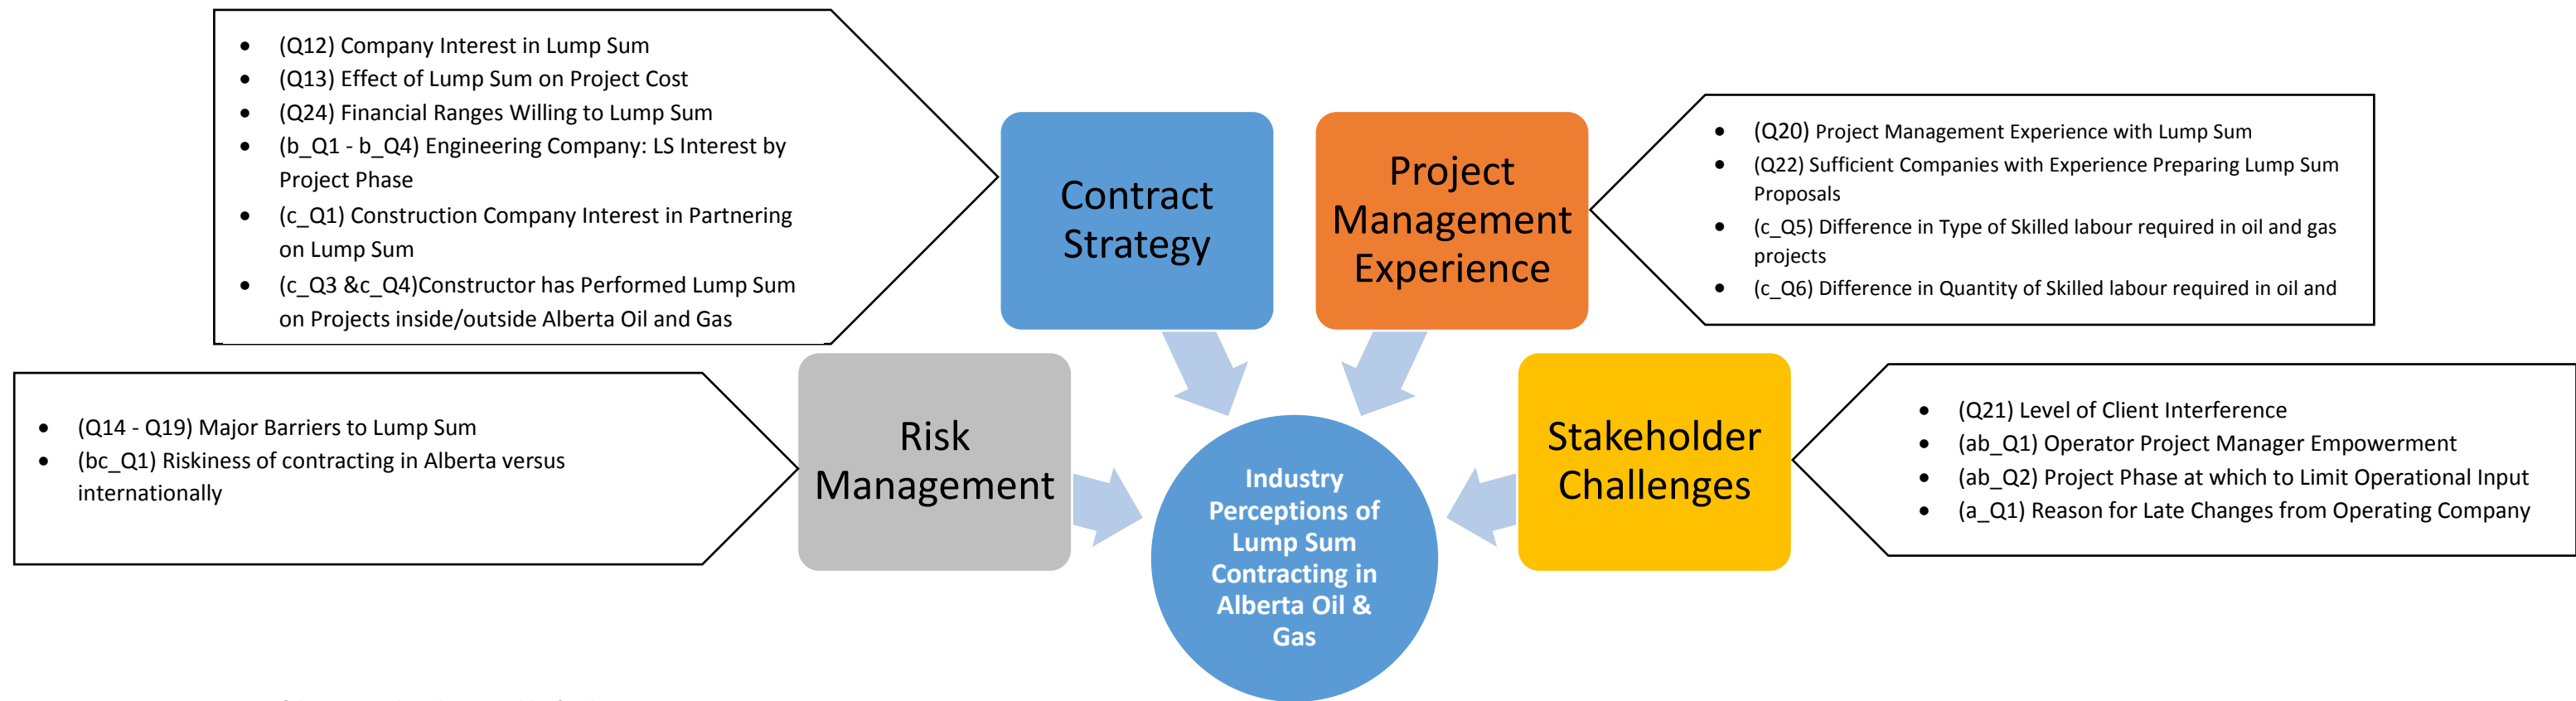 • (Q12) Company Interest in Lump Sum
• (Q13) Effect of Lump Sum on Project Cost
• (Q24) Financial Ranges Willing to Lump Sum
• (b_Q1 - b_Q4) Engineering Company: LS Interest by
Project Phase
• (c_Q1) Construction Company Interest in Partnering
on Lump Sum
• (c_Q3 &c_Q4)Constructor has Performed Lump Sum
on Projects inside/outside Alberta Oil and Gas
Contract
Strategy
Project
Management
Experience
• (Q20) Project Management Experience with Lump Sum
• (Q22) Sufficient Companies with Experience Preparing Lump Sum
Proposals
• (c_Q5) Difference in Type of Skilled labour required in oil and gas
projects
• (c_Q6) Difference in Quantity of Skilled labour required in oil and
• (Q14 - Q19) Major Barriers to Lump Sum
• (bc_Q1) Riskiness of contracting in Alberta versus
internationally
Risk
Management
Stakeholder
Challenges
• (Q21) Level of Client Interference
• (ab_Q1) Operator Project Manager Empowerment
• (ab_Q2) Project Phase at which to Limit Operational Input
• (a_Q1) Reason for Late Changes from Operating Company
Industry
Perceptions of
Lump Sum
Contracting in
Alberta Oil &
Gas